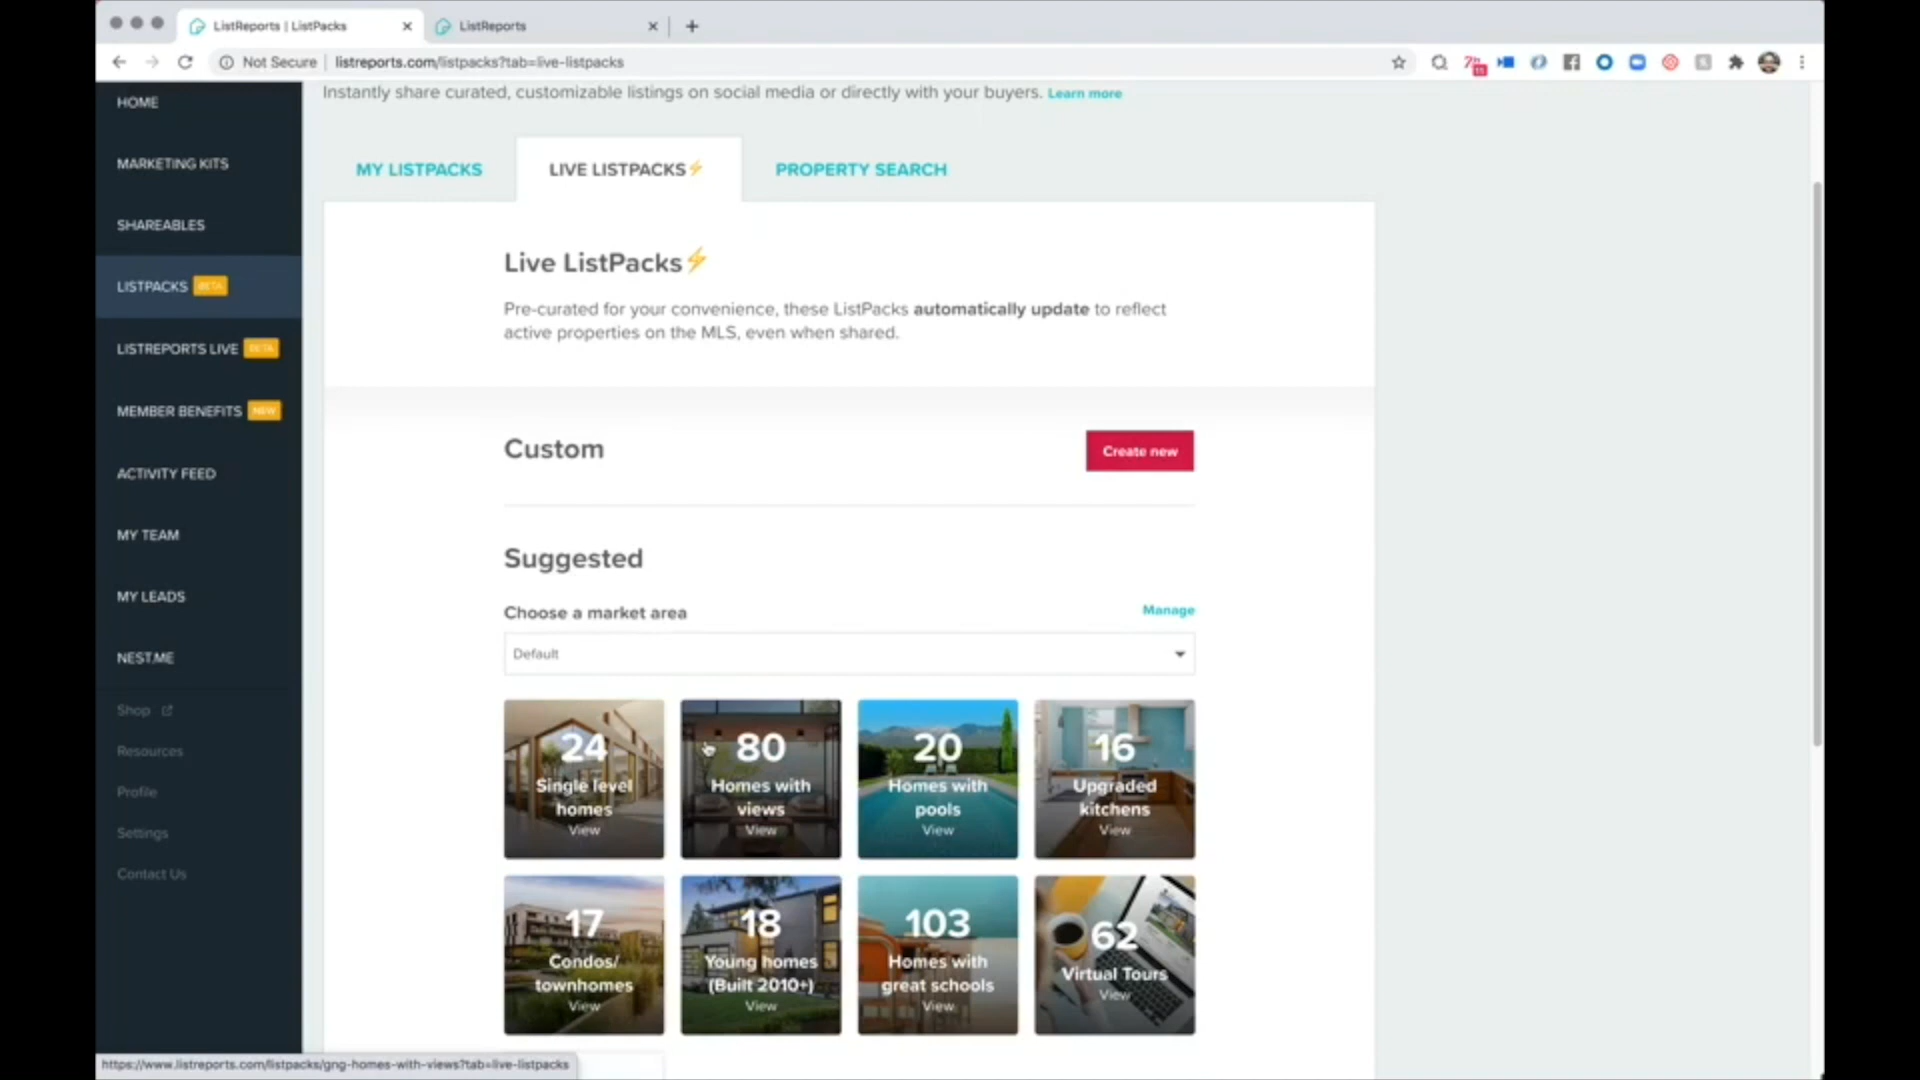 ListReports | ListPacks
ListReports
Not Secure
listreports.com/listpacks?tab=live-listpacks
11
HOME
MARKETING KITS
SHAREABLES
LISTPACKS BETA
LISTREPORTS LIVE BETA
MEMBER BENEFITS NEW
ACTIVITY FEED
MY TEAM
MY LEADS
NEST.ME
Shop
Resources
Profile
Settings
Contact Us
Instantly share curated, customizable listings on social media or directly with your buyers. Learn more
MY LISTPACKS
LIVE LISTPACKS⚡
PROPERTY SEARCH
Live ListPacks⚡
Pre-curated for your convenience, these ListPacks automatically update to reflect
active properties on the MLS, even when shared.
Custom
Create new
Suggested
Choose a market area
Manage
Default
24
Single level
homes
View
80
Homes with
views
View
20
Homes with
pools
View
16
Upgraded
kitchens
View
17
Condos/
townhomes
View
18
Young homes
(Built 2010+)
View
103
Homes with
great schools
View
62
Virtual Tours
View
https://www.listreports.com/listpacks/gng-homes-with-views?tab=live-listpacks